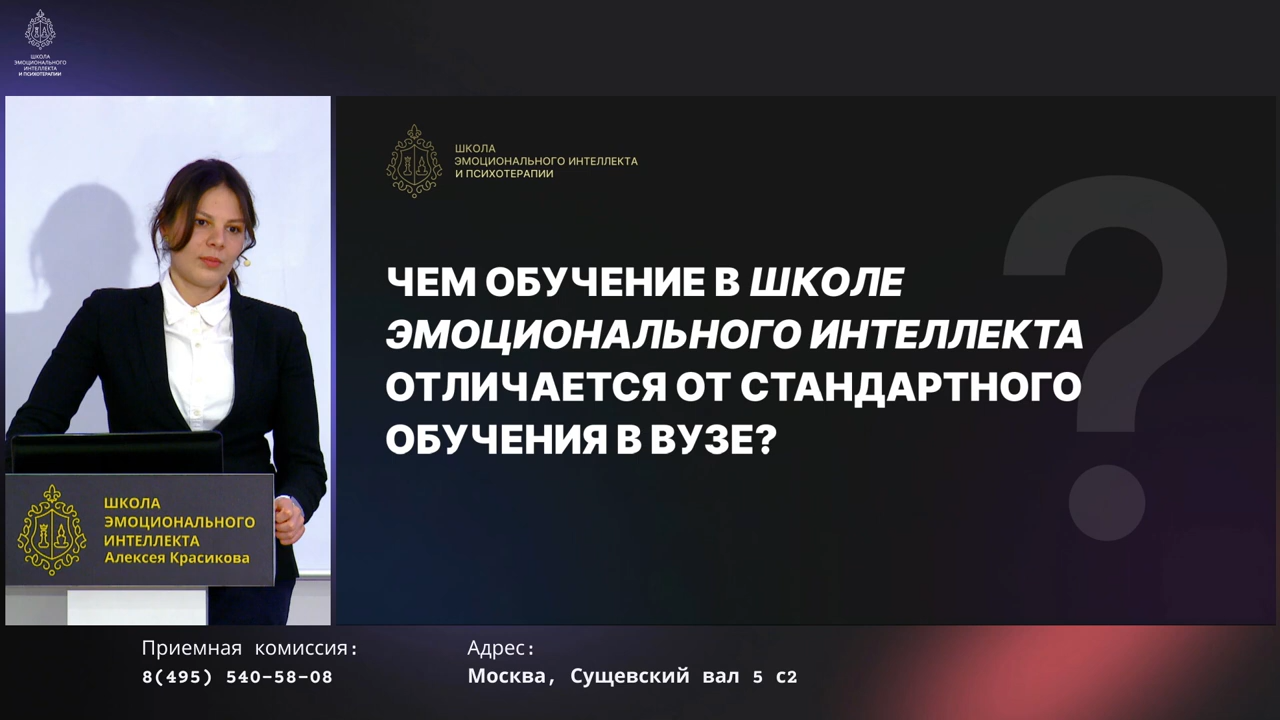 ШКОЛА
ЭМОЦИОНАЛЬНОГО
ИНТЕЛЛЕКТА
И ПСИХОТЕРАПИИ
ШКОЛА
ЭМОЦИОНАЛЬНОГО ИНТЕЛЛЕКТА
И ПСИХОТЕРАПИИ
ЧЕМ ОБУЧЕНИЕ В ШКОЛЕ
ЭМОЦИОНАЛЬНОГО ИНТЕЛЛЕКТА
ОТЛИЧАЕТСЯ ОТ СТАНДАРТНОГО
ОБУЧЕНИЯ В ВУЗЕ?
?
ШКОЛА
ЭМОЦИОНАЛЬНОГО
ИНТЕЛЛЕКТА
Алексея Красикова
Приемная комиссия:
8(495) 540-58-08
Адрес:
Москва, Сущевский вал 5 с2